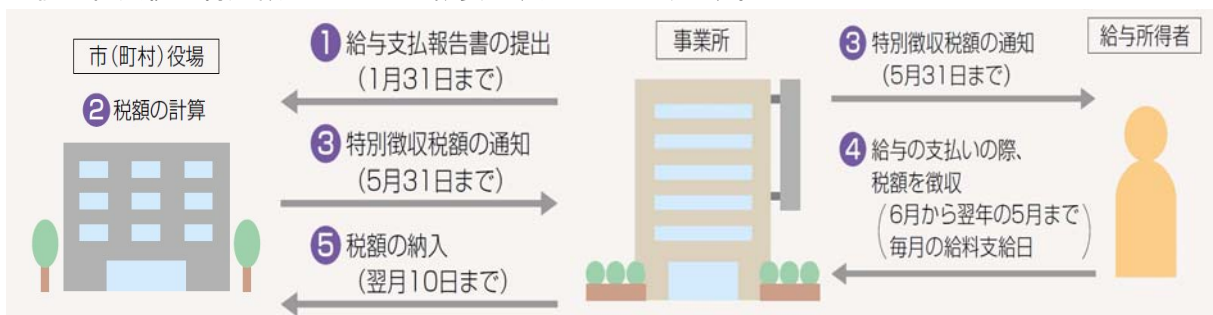 市(町村)役場
❷税額の計算
❶給与支払報告書の提出
(1月31日まで)
❸特別徴収税額の通知
(5月31日まで)
❺税額の納入
(翌月10日まで)
事業所
❸特別徴収税額の通知
(5月31日まで)
❹給与の支払いの際、
税額を徴収
(6月から翌年の5月まで
毎月の給料支給日)
給与所得者